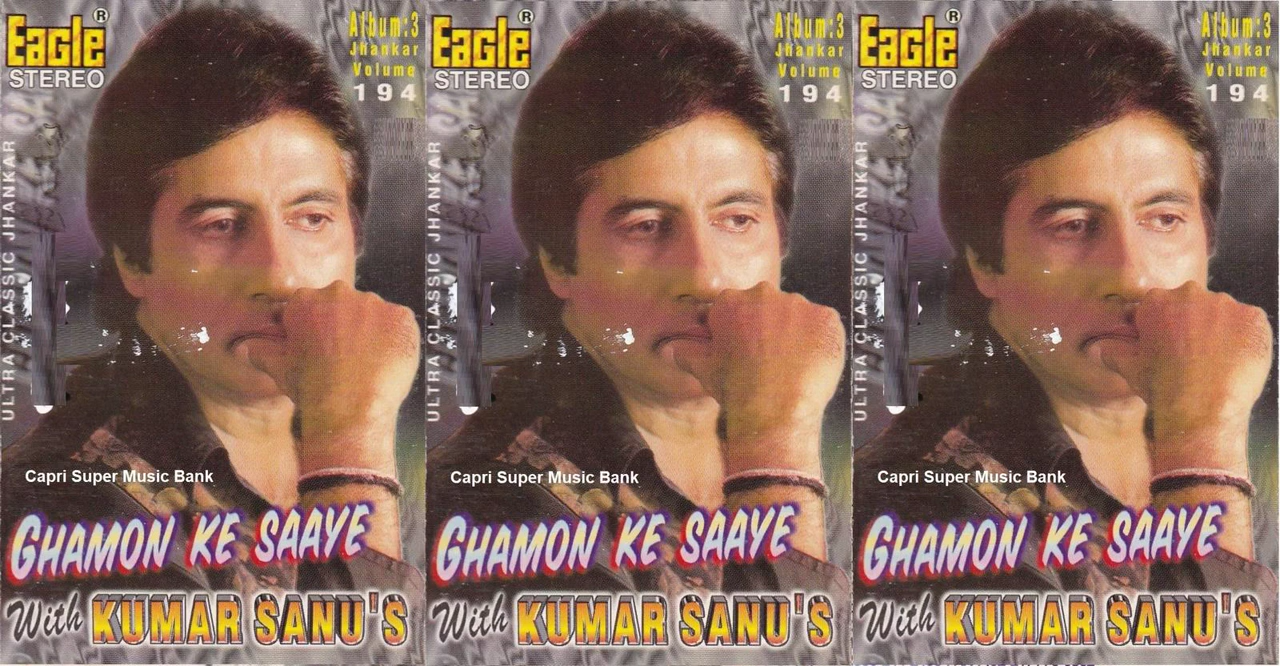 Eagle®
STEREO
Album:3
Jhankar
Volume
194
ULTRA CLASSIC JHANKAR
Capri Super Music Bank
GHAMON KE SAAYE
With KUMAR SANU'S
Eagle®
STEREO
Album:3
Jhankar
Volume
194
ULTRA CLASSIC JHANKAR
Capri Super Music Bank
GHAMON KE SAAYE
With KUMAR SANU'S
Eagle®
STEREO
Album:3
Jhankar
Volume
194
ULTRA CLASSIC JHANKAR
Capri Super Music Bank
GHAMON KE SAAYE
With KUMAR SANU'S